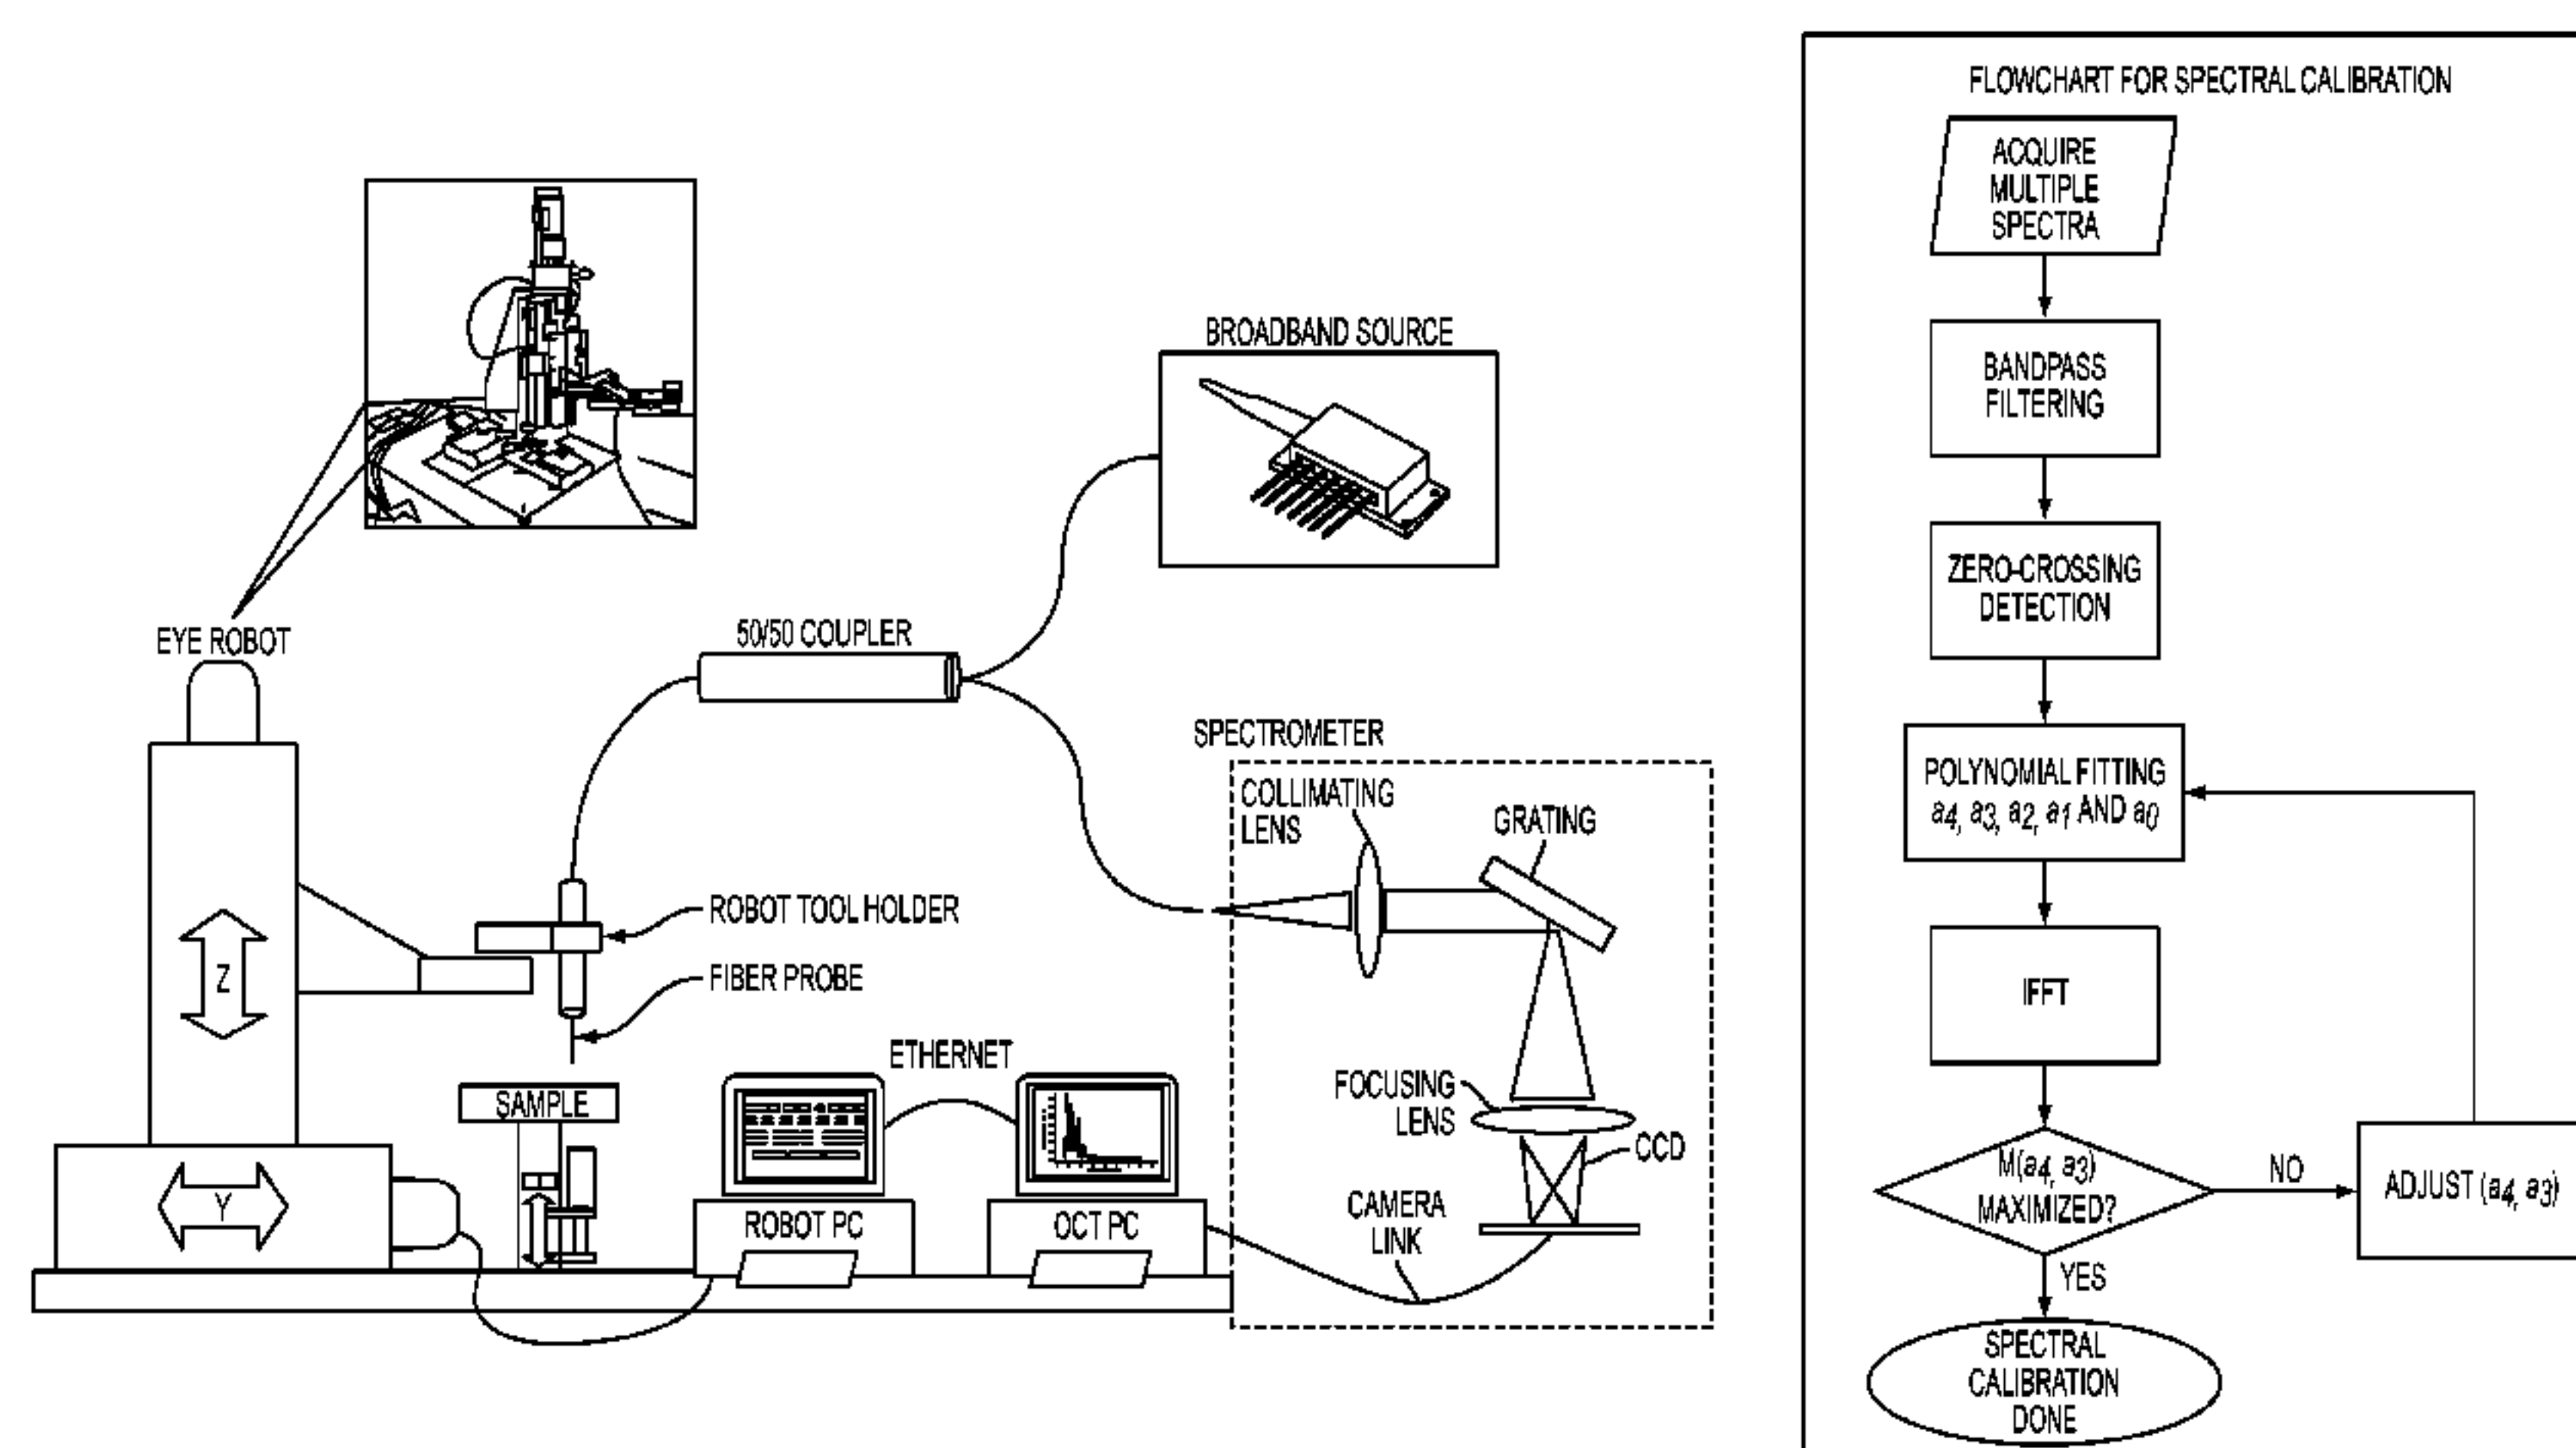 BROADBAND SOURCE
EYE ROBOT
50/50 COUPLER
SPECTROMETER
COLLIMATING
LENS
GRATING
ROBOT TOOL HOLDER
FIBER PROBE
ETHERNET
FOCUSING
LENS
SAMPLE
CCD
Z
Y
CAMERA
LINK
ROBOT PC
OCT PC
FLOWCHART FOR SPECTRAL CALIBRATION
ACQUIRE
MULTIPLE
SPECTRA
BANDPASS
FILTERING
ZERO-CROSSING
DETECTION
POLYNOMIAL FITTING
a4, a3, a2, a1 AND a0
IFFT
M(a4, a3)
MAXIMIZED?
NO
ADJUST (a4, a3)
YES
SPECTRAL
CALIBRATION
DONE